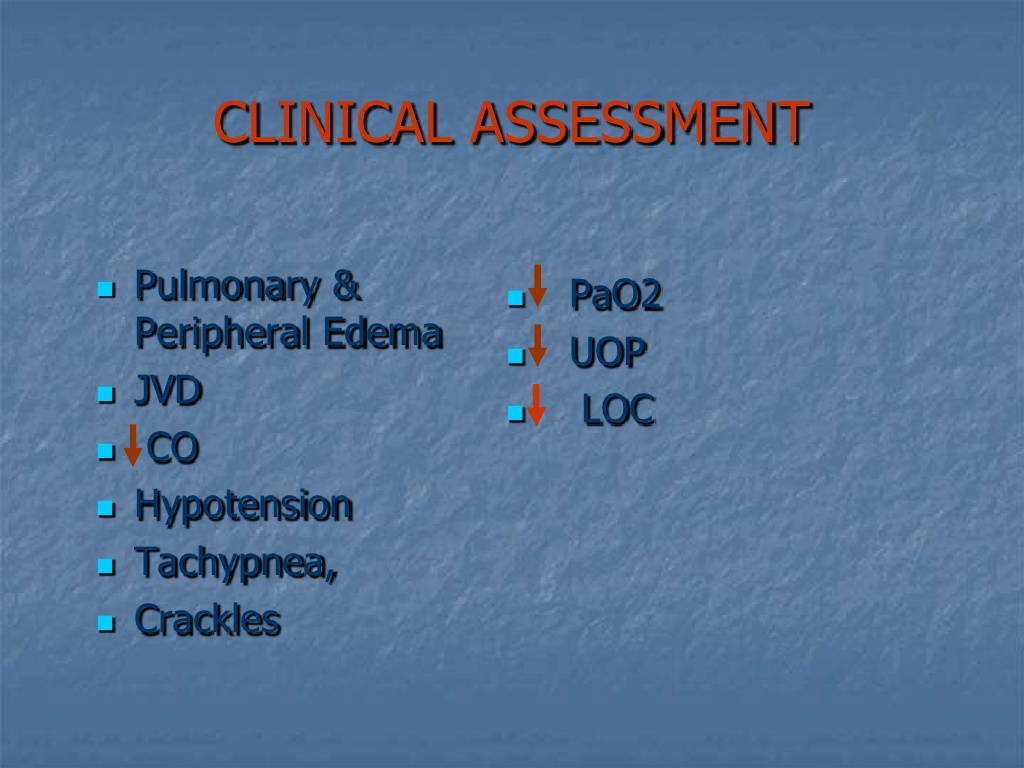 CLINICAL ASSESSMENT
Pulmonary &
Peripheral Edema
JVD
↓ CO
Hypotension
Tachypnea,
Crackles
↓ PaO2
↓ UOP
↓ LOC